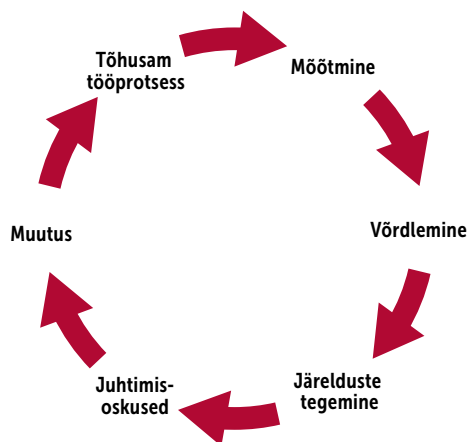 Tõhusam
tööprotsess
Mõõtmine
Võrdlemine
Järelduste
tegemine
Juhtimis-
oskused
Muutus